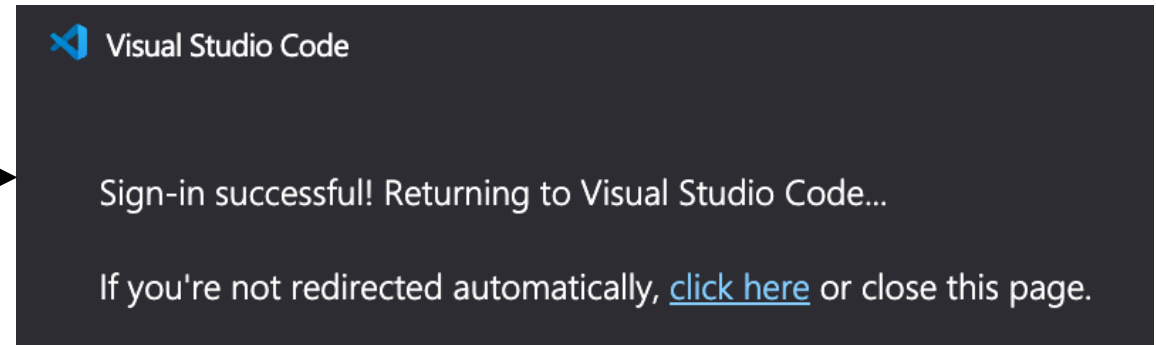 Visual Studio Code
Sign-in successful! Returning to Visual Studio Code...
If you're not redirected automatically, click here or close this page.